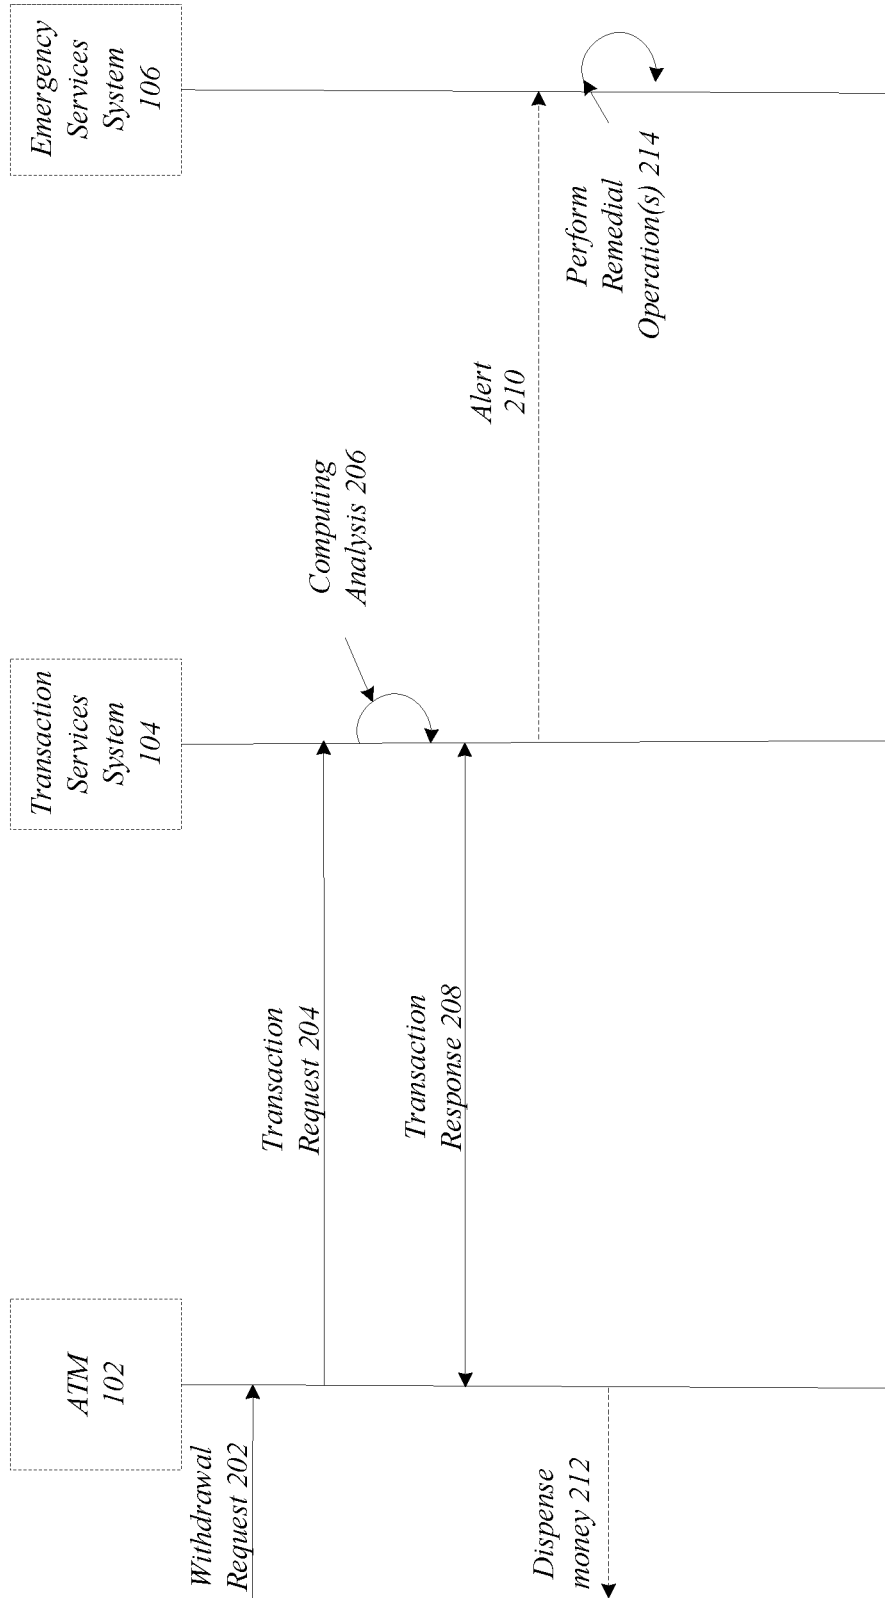 ATM
102
Transaction
Services
System
104
Emergency
Services
System
106
Withdrawal
Request 202
Transaction
Request 204
Computing
Analysis 206
Transaction
Response 208
Alert
210
Dispense
money 212
Perform
Remedial
Operation(s) 214